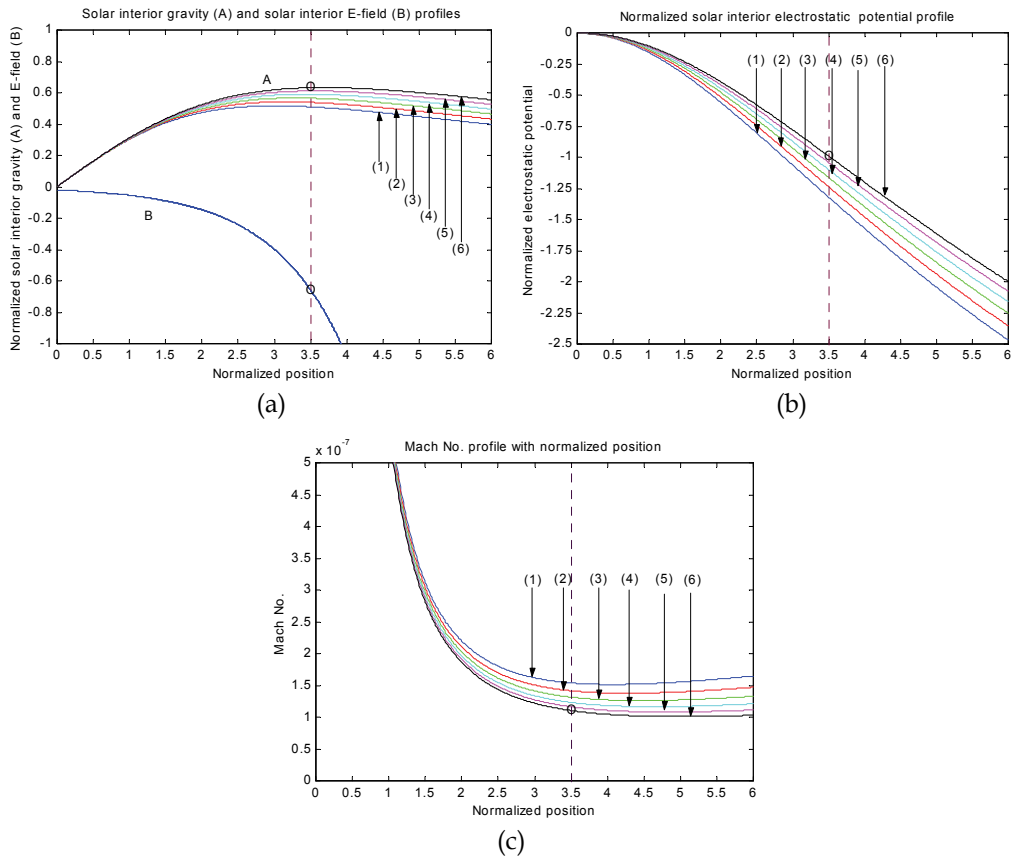 Solar interior gravity (A) and solar interior E-field (B) profiles
Normalized solar interior gravity (A) and E-field (B)
1
0.8
0.6
0.4
0.2
0
-0.2
-0.4
-0.6
-0.8
-1
A
B
O
O
(1)
(2)
(3)
(4)
(5)
(6)
0 0.5 1 1.5 2 2.5 3 3.5 4 4.5 5 5.5 6
Normalized position
(a)
Normalized solar interior electrostatic potential profile
Normalized electrostatic potential
0
-0.25
-0.5
-0.75
-1
-1.25
-1.5
-1.75
-2
-2.25
-2.5
(1) (2) (3) (4) (5) (6)
O
0 0.5 1 1.5 2 2.5 3 3.5 4 4.5 5 5.5 6
Normalized position
(b)
x 10-7
Mach No. profile with normalized position
Mach No.
5
4.5
4
3.5
3
2.5
2
1.5
1
0.5
0
(1) (2) (3) (4) (5) (6)
O
0 0.5 1 1.5 2 2.5 3 3.5 4 4.5 5 5.5 6
Normalized position
(c)